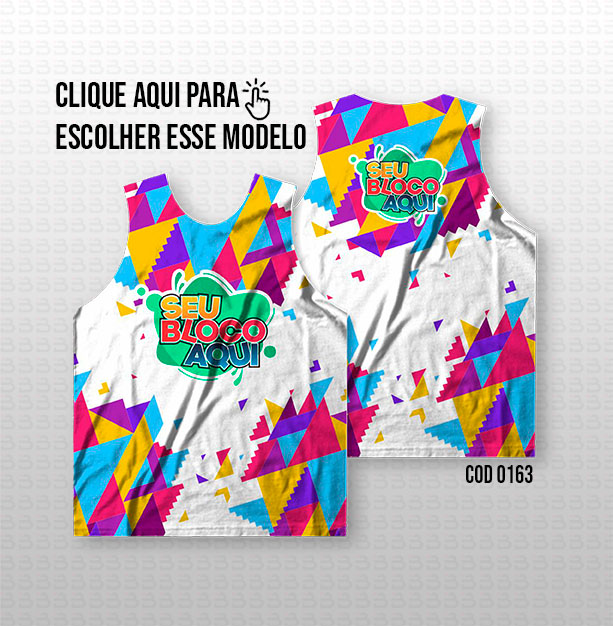 CLIQUE AQUI PARA
ESCOLHER ESSE MODELO
SEU
BLOCO
AQUI
SEU
BLOCO
AQUI
COD 0163